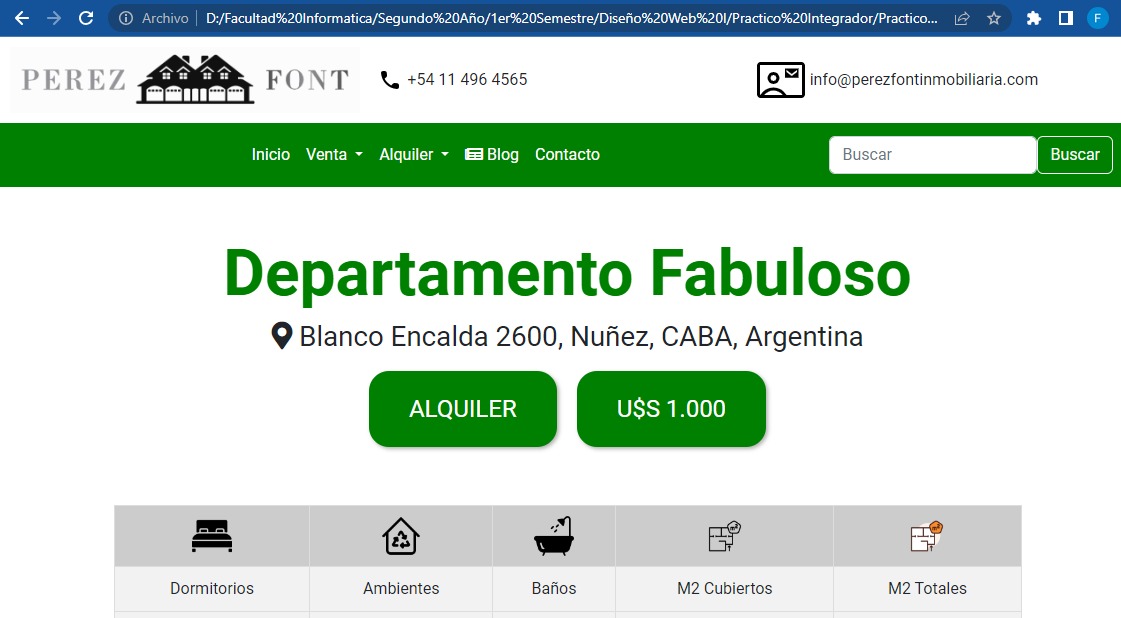 Archivo D:/Facultad%20Informatica/Segundo%20Año/1er%20Semestre/Diseño%20Web%20I/Practico%20Integrador/Practico... F
PEREZ FONT +54 11 496 4565 info@perezfontinmobiliaria.com
Inicio Venta Alquiler Blog Contacto Buscar Buscar
Departamento Fabuloso
Blanco Encalda 2600, Nuñez, CABA, Argentina
ALQUILER U$S 1.000
Dormitorios Ambientes Baños M2 Cubiertos M2 Totales